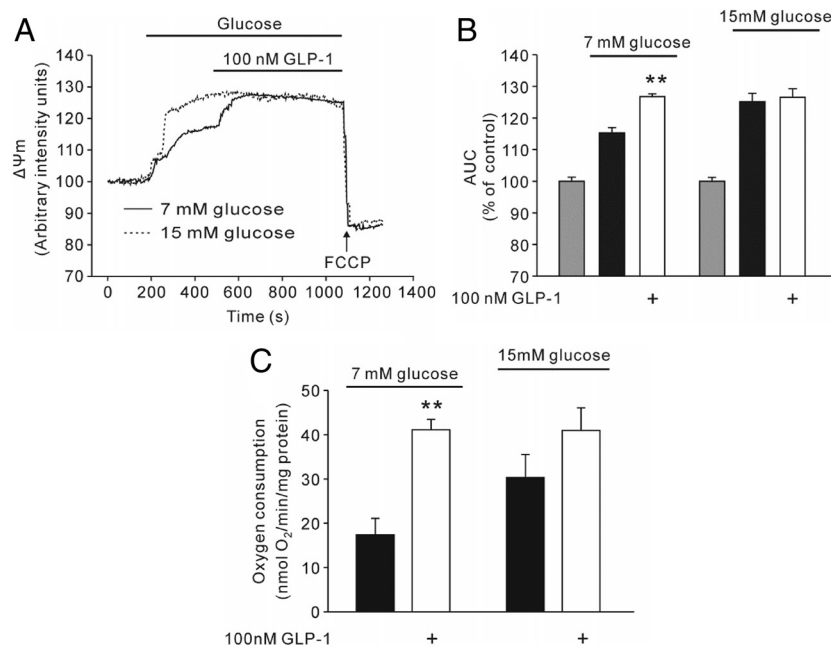 A
Glucose
100 nM GLP-1
ΔΨm
(Arbitrary intensity units)
140
130
120
110
100
90
80
70
7 mM glucose
15 mM glucose
FCCP
0 200 400 600 800 1000 1200 1400
Time (s)
B
15mM glucose
7 mM glucose
**
AUC
(% of control)
140
130
120
110
100
90
80
70
100 nM GLP-1 + +
C
15mM glucose
7 mM glucose
**
Oxygen consumption
(nmol O₂/min/mg protein)
50
40
30
20
10
0
100nM GLP-1 + +